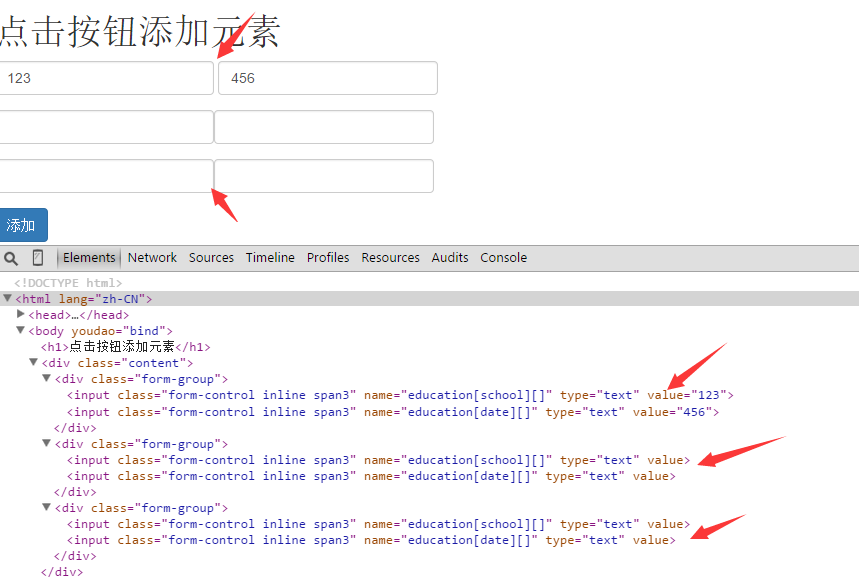 点击按钮添加元素
123 456
添加
Elements Network Sources Timeline Profiles Resources Audits Console
<!DOCTYPE html>
<html lang="zh-CN">
<head>…</head>
<body youdao="bind">
<h1>点击按钮添加元素</h1>
<div class="content">
<div class="form-group">
<input class="form-control inline span3" name="education[school][]" type="text" value="123">
<input class="form-control inline span3" name="education[date][]" type="text" value="456">
</div>
<div class="form-group">
<input class="form-control inline span3" name="education[school][]" type="text" value>
<input class="form-control inline span3" name="education[date][]" type="text" value>
</div>
<div class="form-group">
<input class="form-control inline span3" name="education[school][]" type="text" value>
<input class="form-control inline span3" name="education[date][]" type="text" value>
</div>
</div>